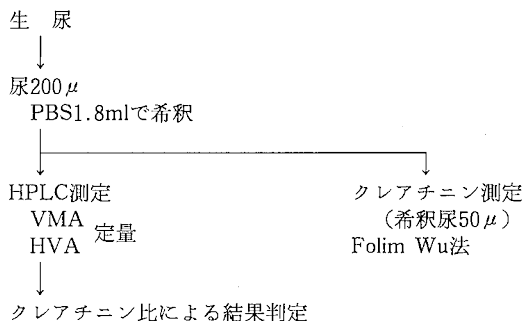 生 尿
尿200μ
PBS1.8mlで希釈
HPLC測定
VMA
HVA
定量
クレアチニン測定
(希釈尿50μ)
Folim Wu法
クレアチニン比による結果判定